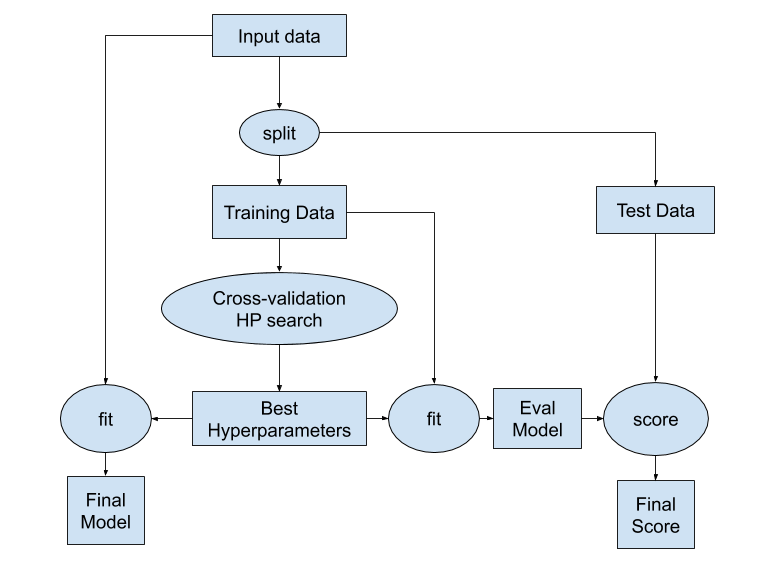 Input data
split
Training Data
Test Data
Cross-validation
HP search
fit
Best
Hyperparameters
fit
Eval
Model
score
Final
Model
Final
Score